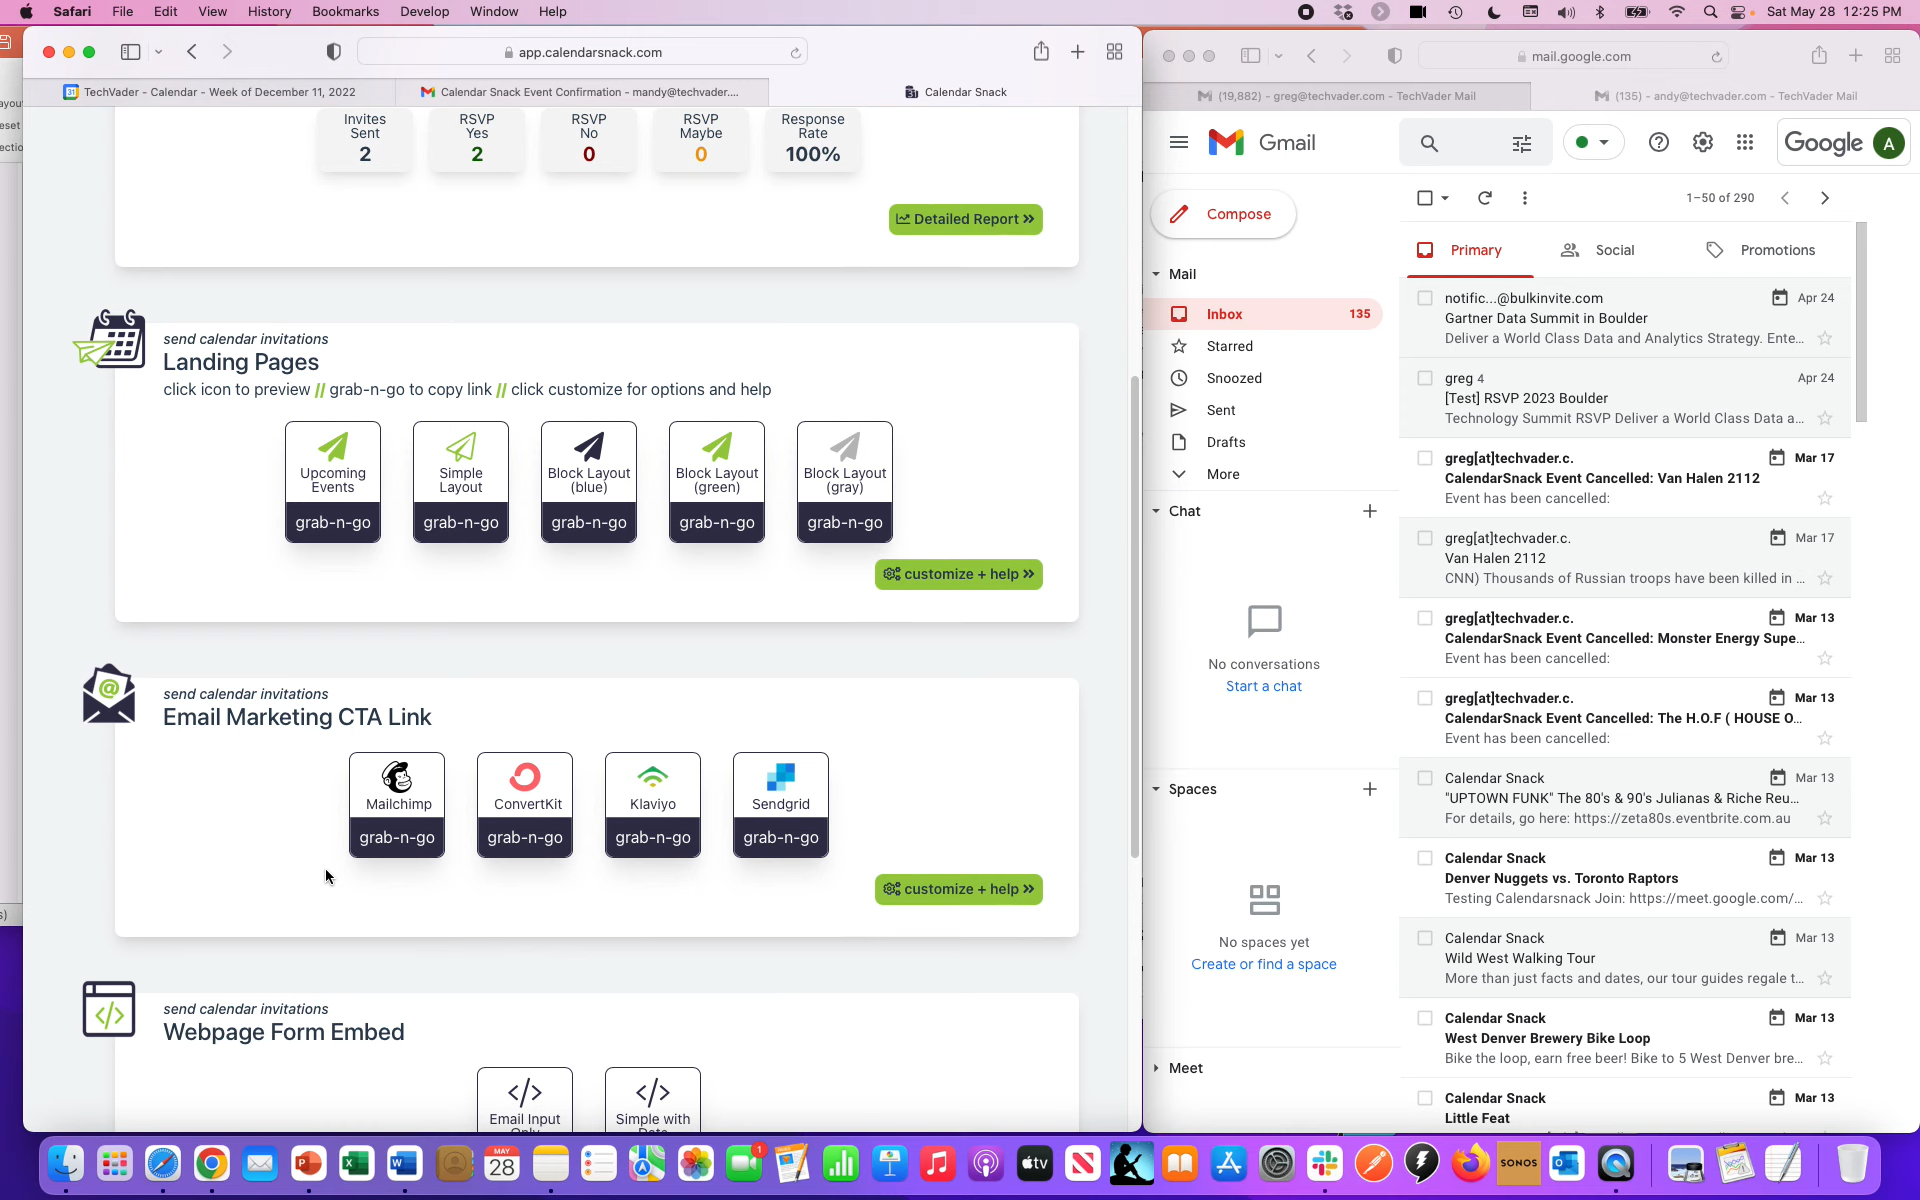 Safari File Edit View History Bookmarks Develop Window Help
Sat May 28 12:25 PM
app.calendarsnack.com
TechVader - Calendar - Week of December 11, 2022
Calendar Snack Event Confirmation - mandy@techvader....
Calendar Snack
Invites Sent 2
RSVP Yes 2
RSVP No 0
RSVP Maybe 0
Response Rate 100%
Detailed Report »
send calendar invitations
Landing Pages
click icon to preview // grab-n-go to copy link // click customize for options and help
Upcoming Events
grab-n-go
Simple Layout
grab-n-go
Block Layout (blue)
grab-n-go
Block Layout (green)
grab-n-go
Block Layout (gray)
grab-n-go
customize + help »
send calendar invitations
Email Marketing CTA Link
Mailchimp
grab-n-go
ConvertKit
grab-n-go
Klaviyo
grab-n-go
Sendgrid
grab-n-go
customize + help »
send calendar invitations
Webpage Form Embed
Email Input
Simple with
mail.google.com
(19,882) - greg@techvader.com - TechVader Mail
(135) - andy@techvader.com - TechVader Mail
Gmail
Google A
Compose
1–50 of 290
Mail
Inbox 135
Starred
Snoozed
Sent
Drafts
More
Chat
No conversations
Start a chat
Spaces
No spaces yet
Create or find a space
Meet
Primary Social Promotions
notific...@bulkinvite.com Apr 24
Gartner Data Summit in Boulder
Deliver a World Class Data and Analytics Strategy. Ente...
greg 4 Apr 24
[Test] RSVP 2023 Boulder
Technology Summit RSVP Deliver a World Class Data a...
greg[at]techvader.c. Mar 17
CalendarSnack Event Cancelled: Van Halen 2112
Event has been cancelled:
greg[at]techvader.c. Mar 17
Van Halen 2112
CNN) Thousands of Russian troops have been killed in ...
greg[at]techvader.c. Mar 13
CalendarSnack Event Cancelled: Monster Energy Supe...
Event has been cancelled:
greg[at]techvader.c. Mar 13
CalendarSnack Event Cancelled: The H.O.F ( HOUSE O...
Event has been cancelled:
Calendar Snack Mar 13
"UPTOWN FUNK" The 80's & 90's Julianas & Riche Reu...
For details, go here: https://zeta80s.eventbrite.com.au
Calendar Snack Mar 13
Denver Nuggets vs. Toronto Raptors
Testing Calendarsnack Join: https://meet.google.com/...
Calendar Snack Mar 13
Wild West Walking Tour
More than just facts and dates, our tour guides regale t...
Calendar Snack Mar 13
West Denver Brewery Bike Loop
Bike the loop, earn free beer! Bike to 5 West Denver bre...
Calendar Snack Mar 13
Little Feat
MAY 28
1
tv
SONOS